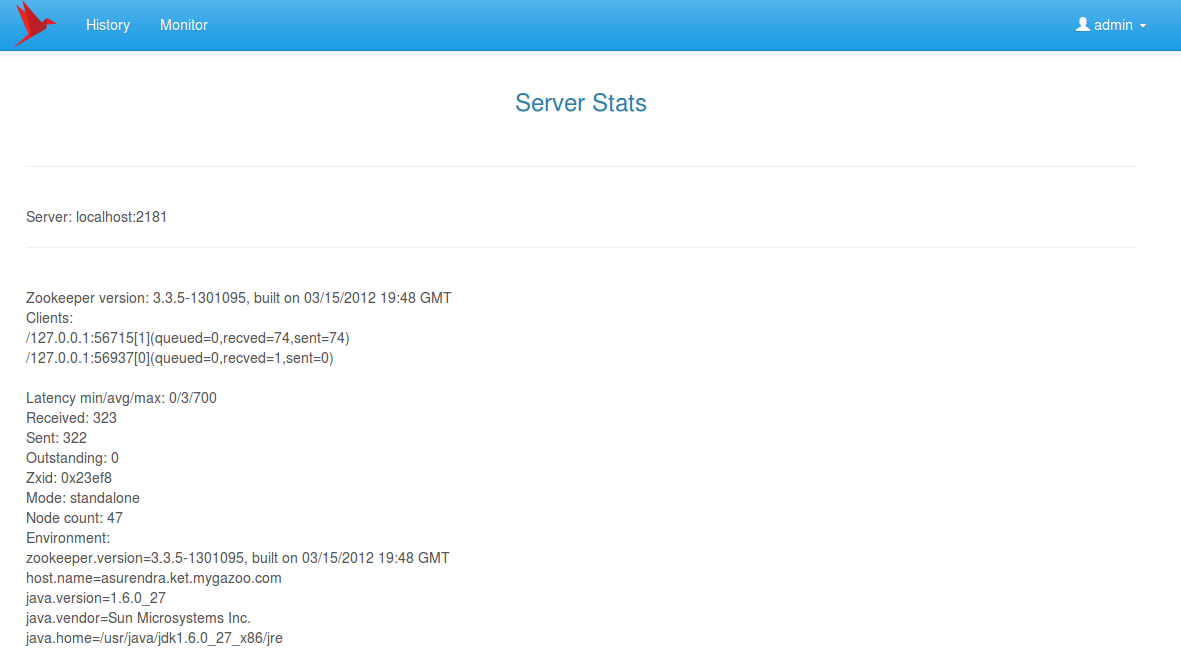 History Monitor admin
Server Stats
Server: localhost:2181
Zookeeper version: 3.3.5-1301095, built on 03/15/2012 19:48 GMT
Clients:
/127.0.0.1:56715[1](queued=0,recved=74,sent=74)
/127.0.0.1:56937[0](queued=0,recved=1,sent=0)
Latency min/avg/max: 0/3/700
Received: 323
Sent: 322
Outstanding: 0
Zxid: 0x23ef8
Mode: standalone
Node count: 47
Environment:
zookeeper.version=3.3.5-1301095, built on 03/15/2012 19:48 GMT
host.name=asurendra.ket.mygazoo.com
java.version=1.6.0_27
java.vendor=Sun Microsystems Inc.
java.home=/usr/java/jdk1.6.0_27_x86/jre